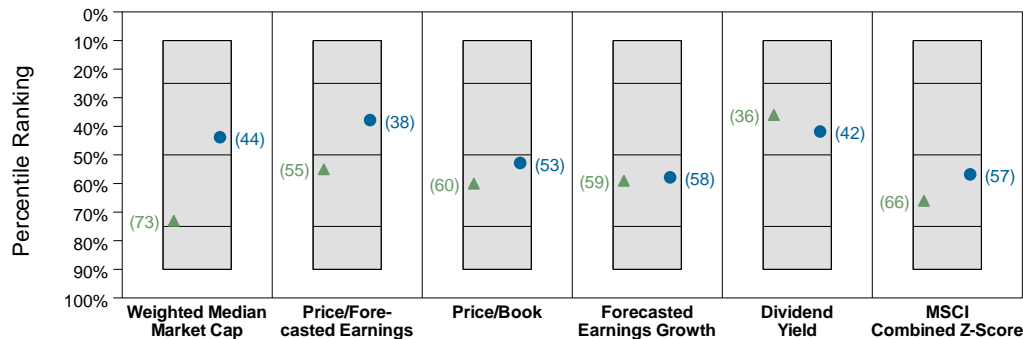 Percentile Ranking
0%
10%
20%
30%
40%
50%
60%
70%
80%
90%
100%
(73)
(44)
(55)
(38)
(60)
(53)
(59)
(58)
(36)
(42)
(66)
(57)
Weighted Median
Market Cap
Price/Fore-
casted Earnings
Price/Book
Forecasted
Earnings Growth
Dividend
Yield
MSCI
Combined Z-Score